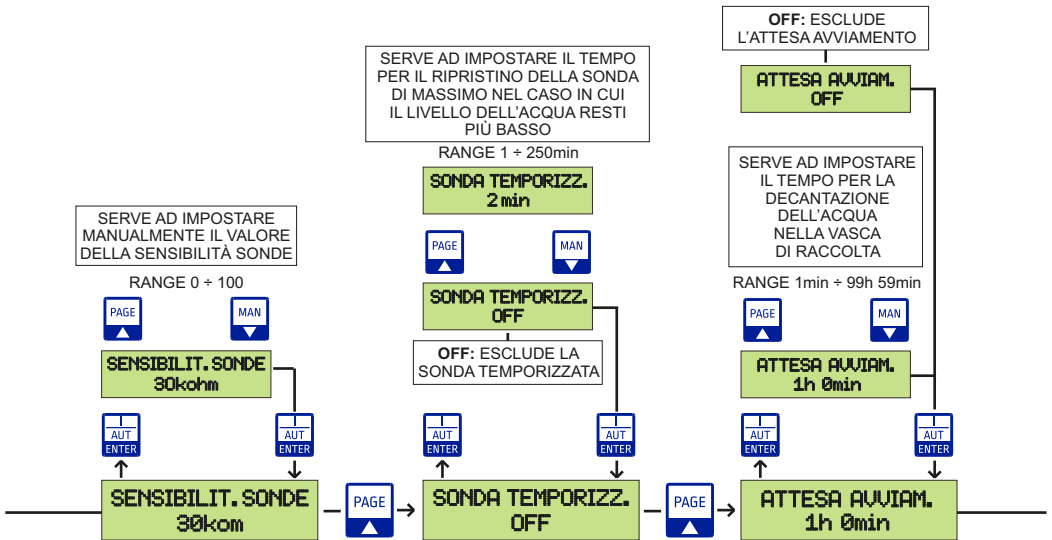 SERVE AD IMPOSTARE
MANUALMENTE IL VALORE
DELLA SENSIBILITÀ SONDE
RANGE 0 ÷ 100
PAGE
MAN
SENSIBILIT. SONDE
30kohm
AUT
ENTER
AUT
ENTER
SENSIBILIT. SONDE
30kom
PAGE
SERVE AD IMPOSTARE IL TEMPO
PER IL RIPRISTINO DELLA SONDA
DI MASSIMO NEL CASO IN CUI
IL LIVELLO DELL'ACQUA RESTI
PIÙ BASSO
RANGE 1 ÷ 250min
SONDA TEMPORIZZ.
2 min
PAGE
MAN
SONDA TEMPORIZZ.
OFF
OFF: ESCLUDE LA
SONDA TEMPORIZZATA
AUT
ENTER
AUT
ENTER
SONDA TEMPORIZZ.
OFF
PAGE
OFF: ESCLUDE
L'ATTESA AVVIAMENTO
ATTESA AVVIAM.
OFF
SERVE AD IMPOSTARE
IL TEMPO PER LA
DECANTAZIONE
DELL'ACQUA
NELLA VASCA
DI RACCOLTA
RANGE 1min ÷ 99h 59min
PAGE
MAN
ATTESA AVVIAM.
1h 0min
AUT
ENTER
AUT
ENTER
ATTESA AVVIAM.
1h 0min